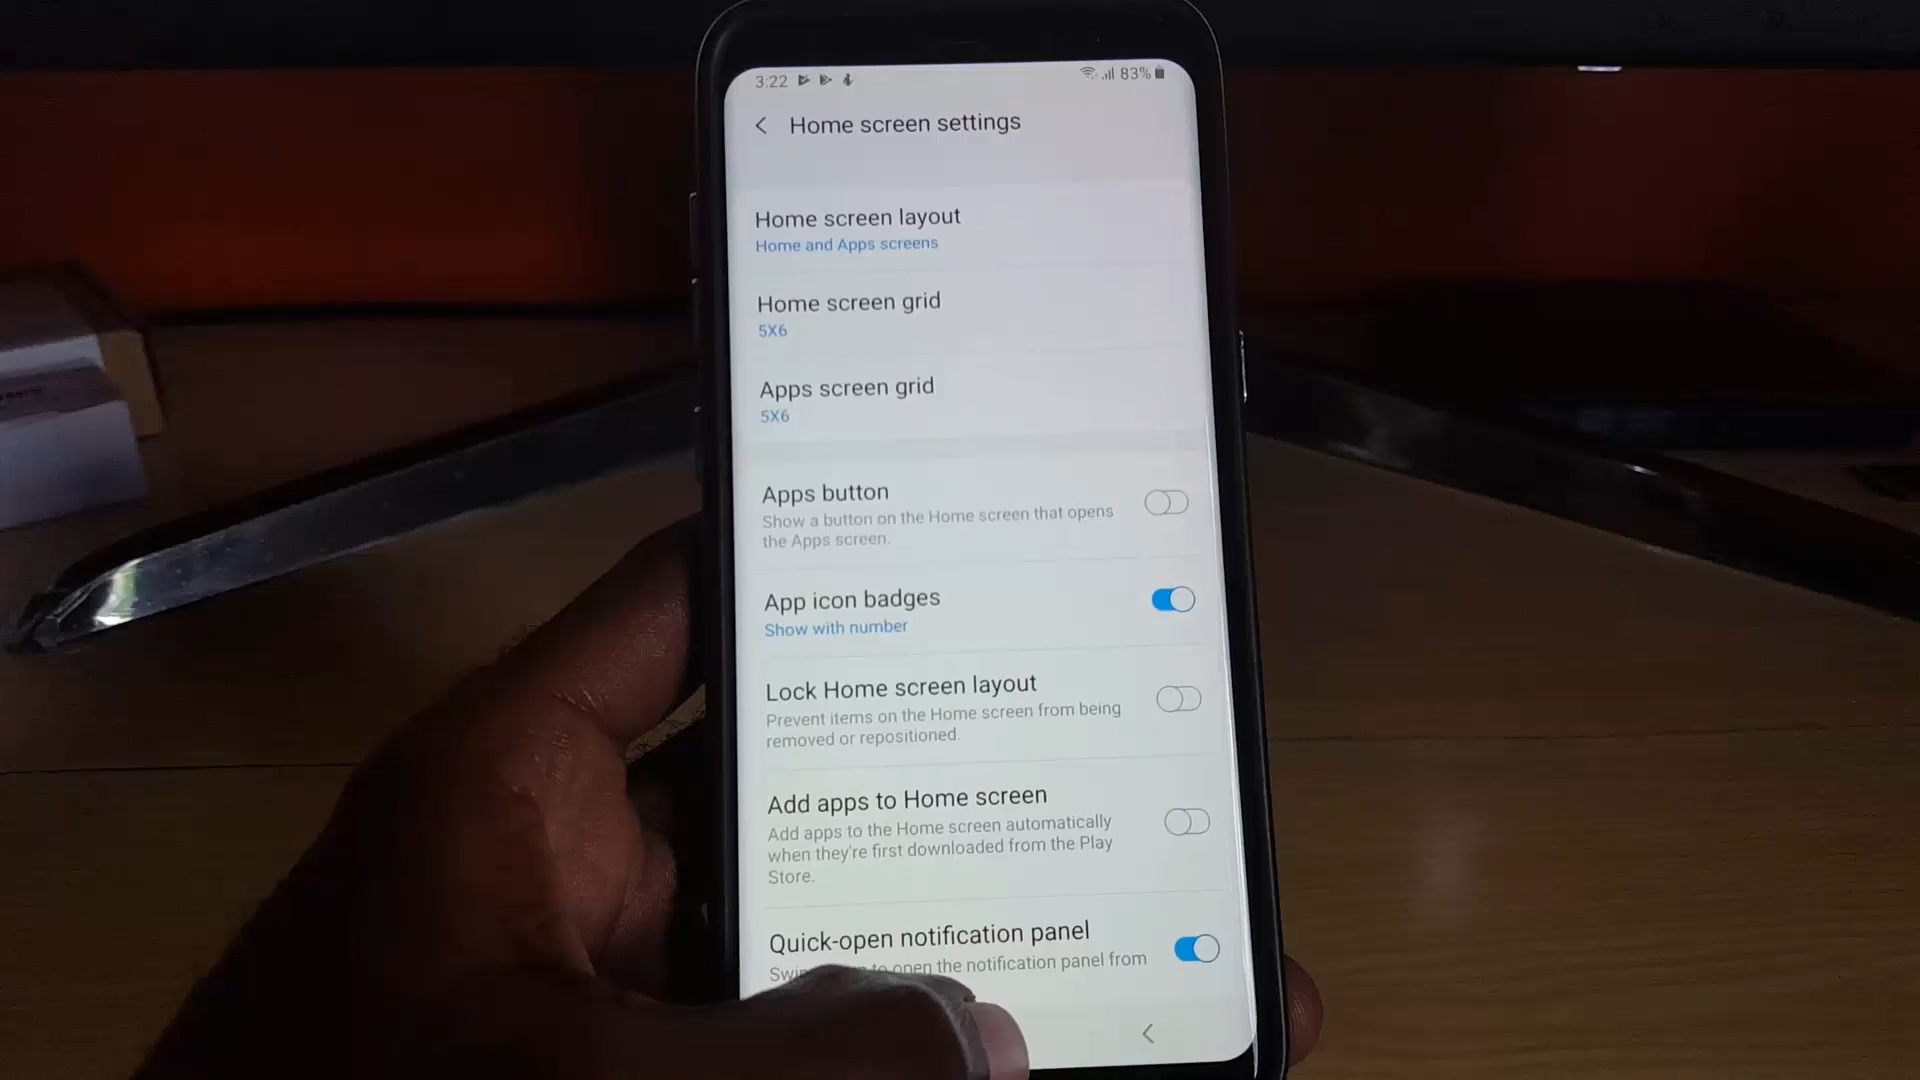 3:22 83%
Home screen settings
Home screen layout
Home and Apps screens
Home screen grid
5X6
Apps screen grid
5X6
Apps button
Show a button on the Home screen that opens
the Apps screen.
App icon badges
Show with number
Lock Home screen layout
Prevent items on the Home screen from being
removed or repositioned.
Add apps to Home screen
Add apps to the Home screen automatically
when they're first downloaded from the Play
Store.
Quick-open notification panel
open the notification panel from